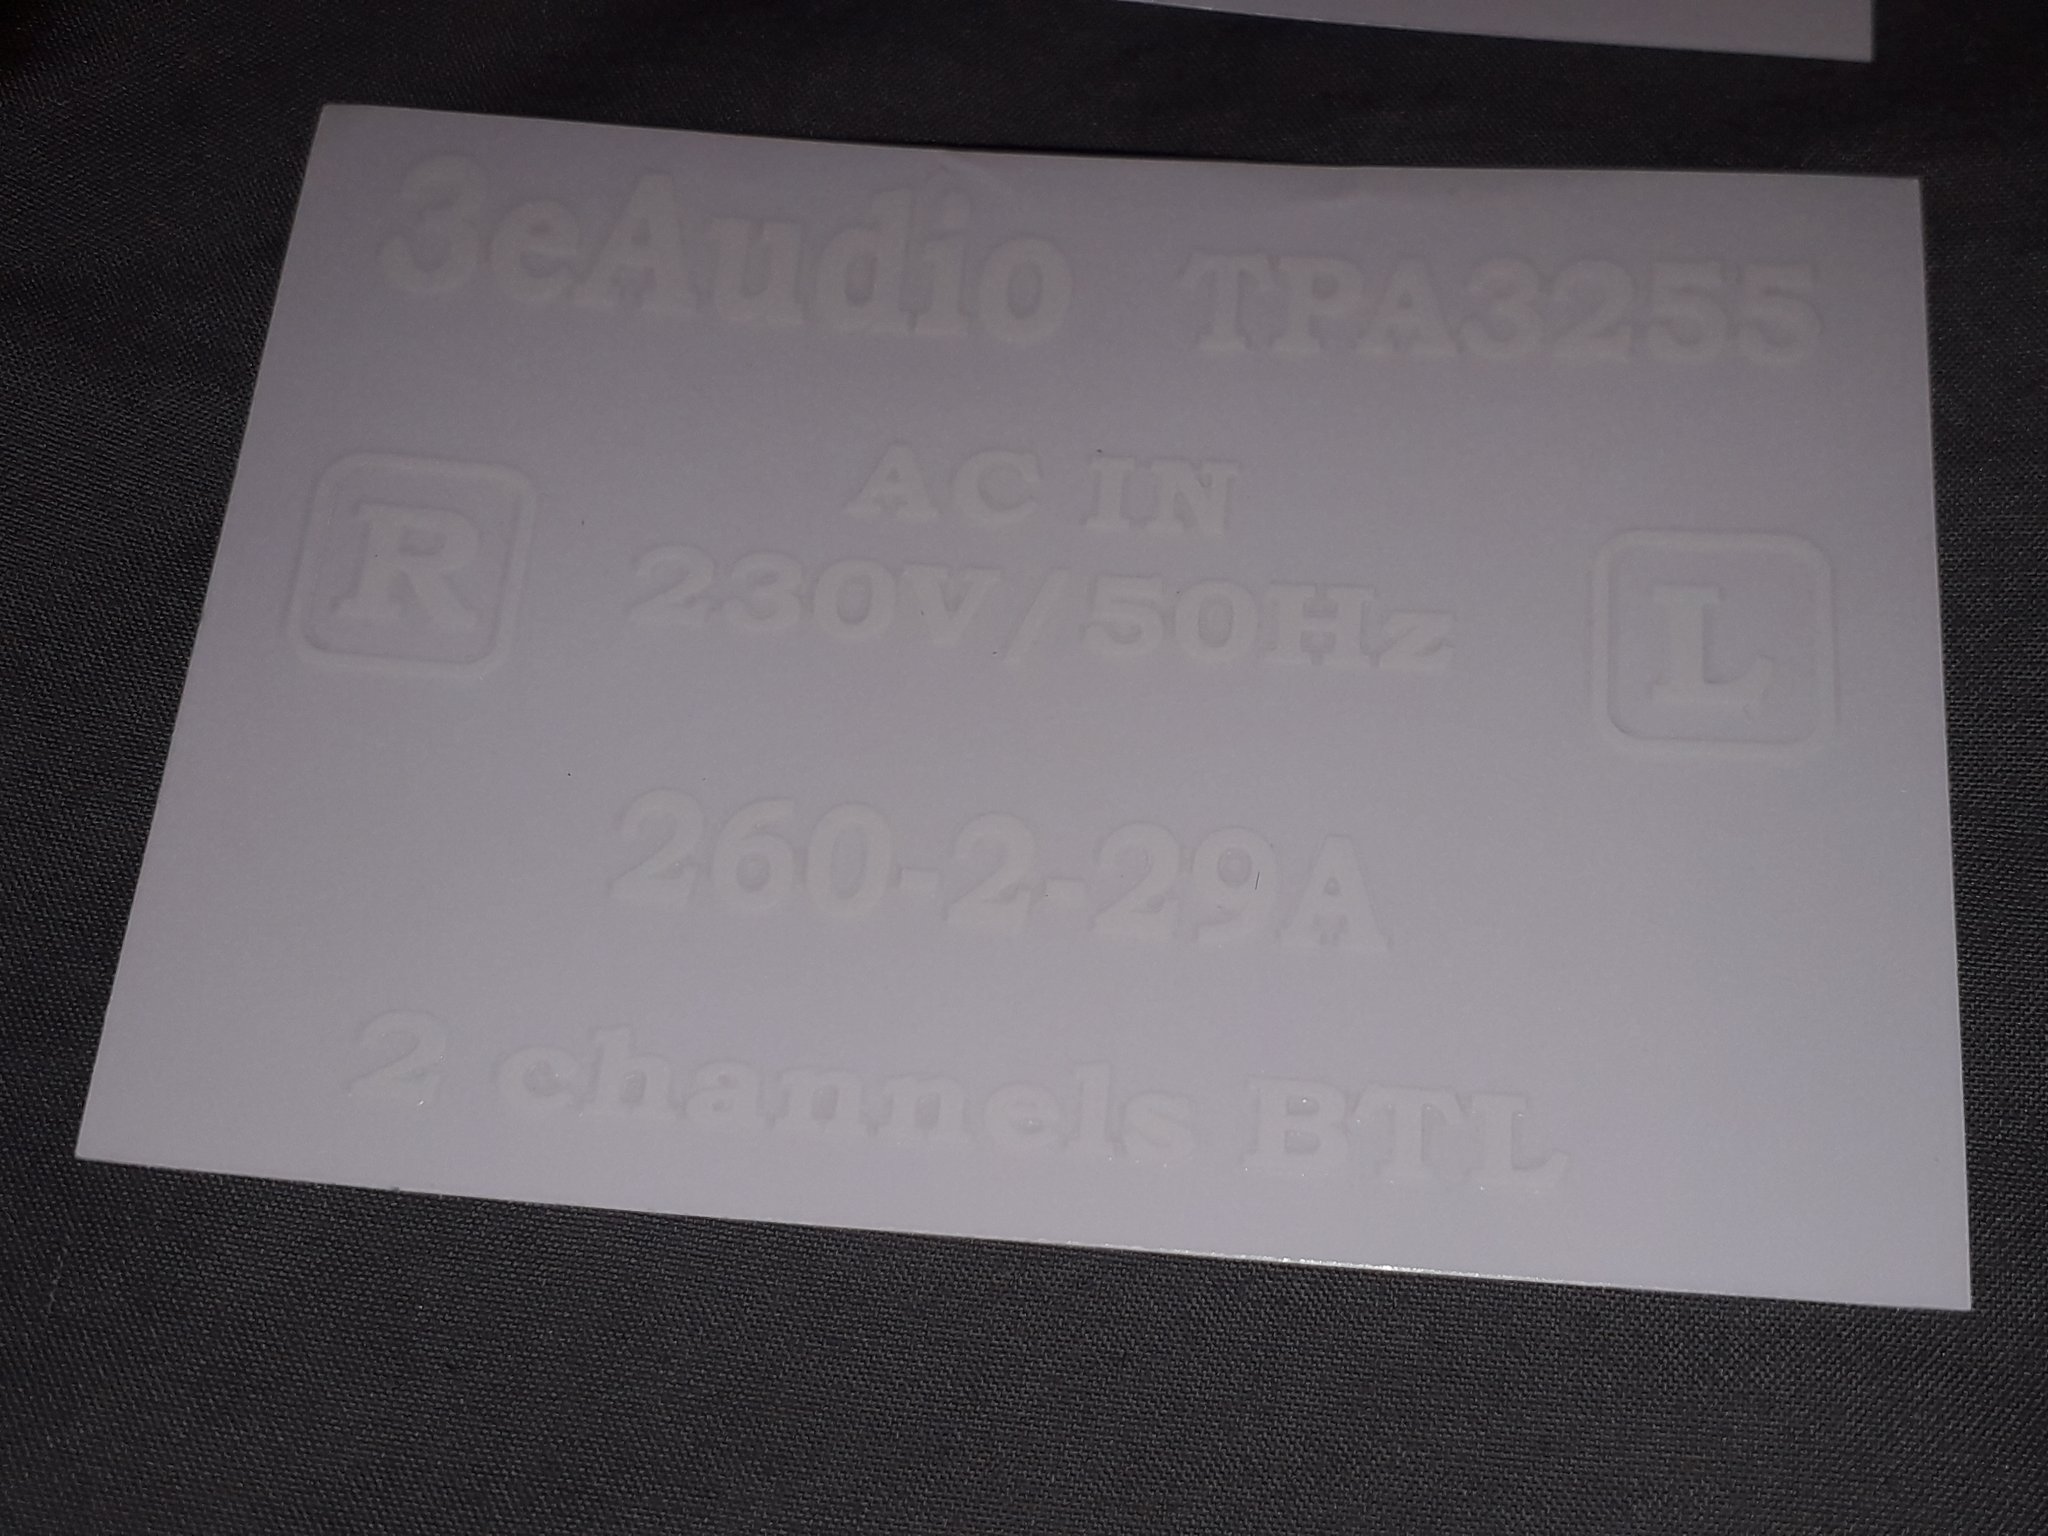 3eAudio TPA3255
AC IN
R 230V/50Hz L
260-2-29A
2 channels BTL